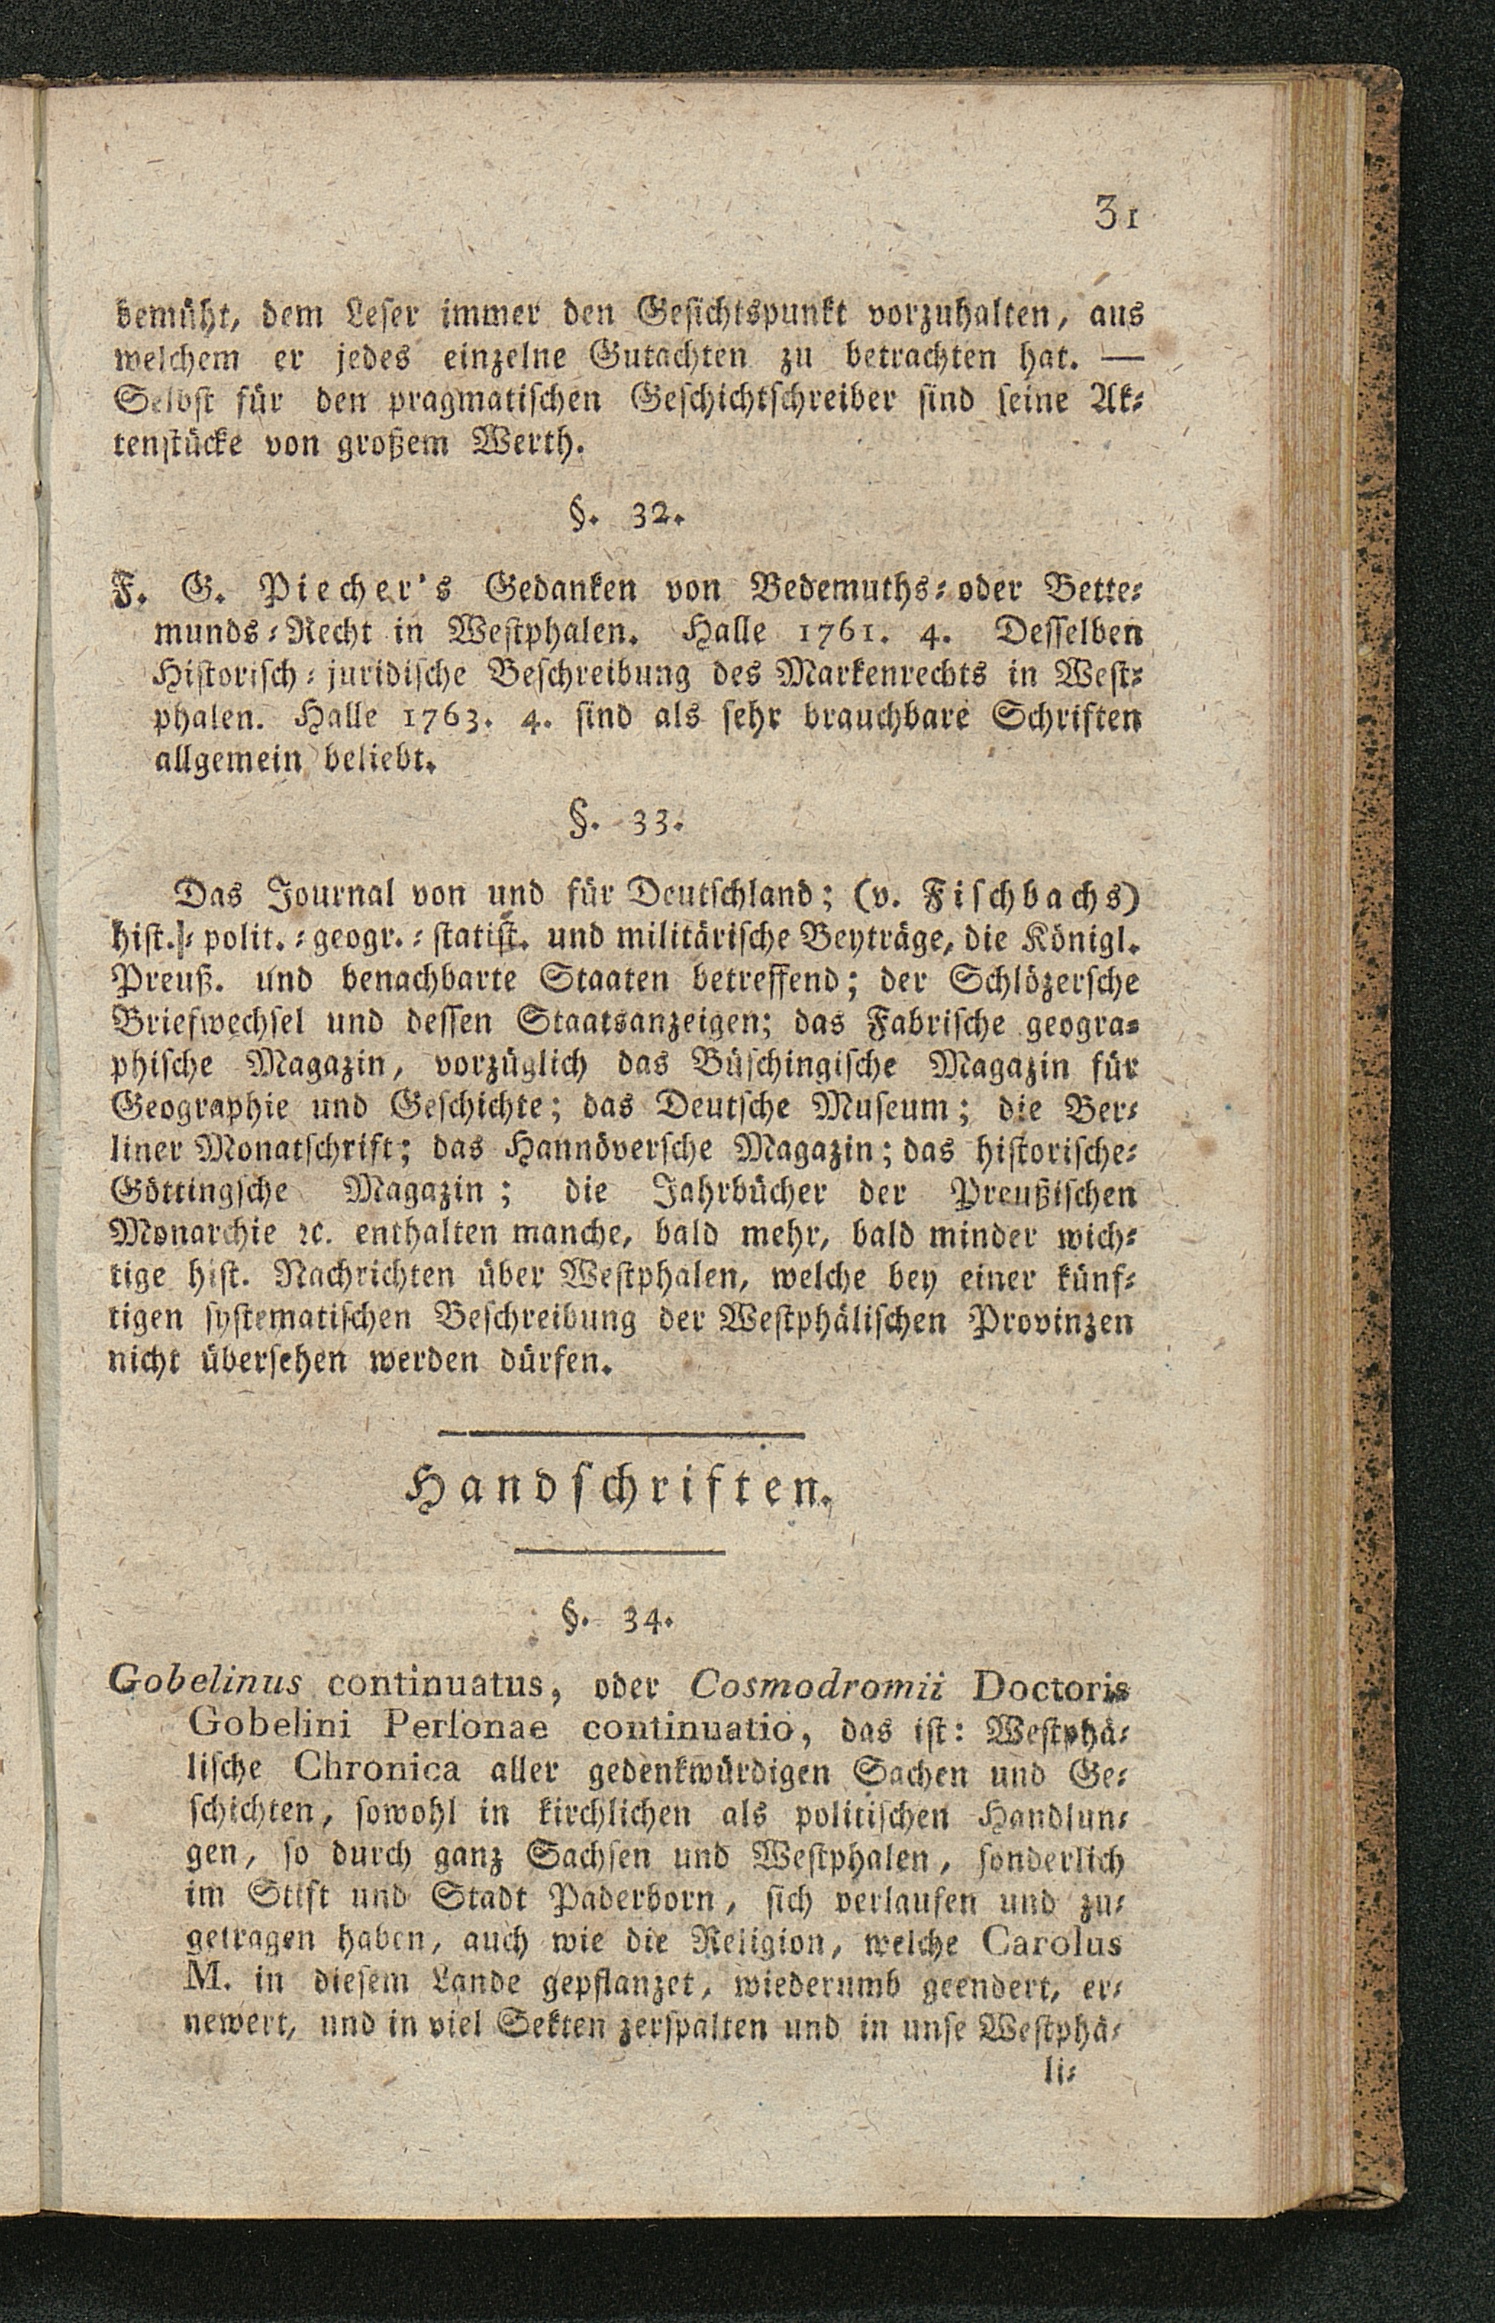 31
bemüht, dem Leser immer den Gesichtspunkt vorzuhalten, aus
welchem er jedes einzelne Gutachten zu betrachten hat. —
Selbst für den pragmatischen Geschichtschreiber sind seine Ak-
tenstücke von großem Werth.
§. 32.
F. G. Piecher's Gedanken von Bedemuths- oder Bette-
munds-Recht in Westphalen. Halle 1761. 4. Desselben
Historisch-juridische Beschreibung des Markenrechts in West-
phalen. Halle 1763. 4. sind als sehr brauchbare Schriften
allgemein beliebt.
§. 33.
Das Journal von und für Deutschland; (v. Fischbachs)
hist.-polit.-geogr.-statist. und militärische Beyträge, die Königl.
Preuß. und benachbarte Staaten betreffend; der Schlözersche
Briefwechsel und dessen Staatsanzeigen; das Fabrische geogra-
phische Magazin, vorzüglich das Büschingische Magazin für
Geographie und Geschichte; das Deutsche Museum; die Ber-
liner Monatschrift; das Hannöversche Magazin; das historische-
Göttingsche Magazin; die Jahrbücher der Preußischen
Monarchie ꝛc. enthalten manche, bald mehr, bald minder wich-
tige hist. Nachrichten über Westphalen, welche bey einer künf-
tigen systematischen Beschreibung der Westphälischen Provinzen
nicht übersehen werden dürfen.
Handschriften.
§. 34.
Gobelinus continuatus, oder Cosmodromii Doctoris
Gobelini Personae continuatio, das ist: Westphä-
lische Chronica aller gedenkwürdigen Sachen und Ge-
schichten, sowohl in kirchlichen als politischen Handlun-
gen, so durch ganz Sachsen und Westphalen, sonderlich
im Stift und Stadt Paderborn, sich verlaufen und zu-
getragen haben, auch wie die Religion, welche Carolus
M. in diesem Lande gepflanzet, wiederumb geendert, er-
newert, und in viel Sekten zerspalten und in unse Westphä-
li-